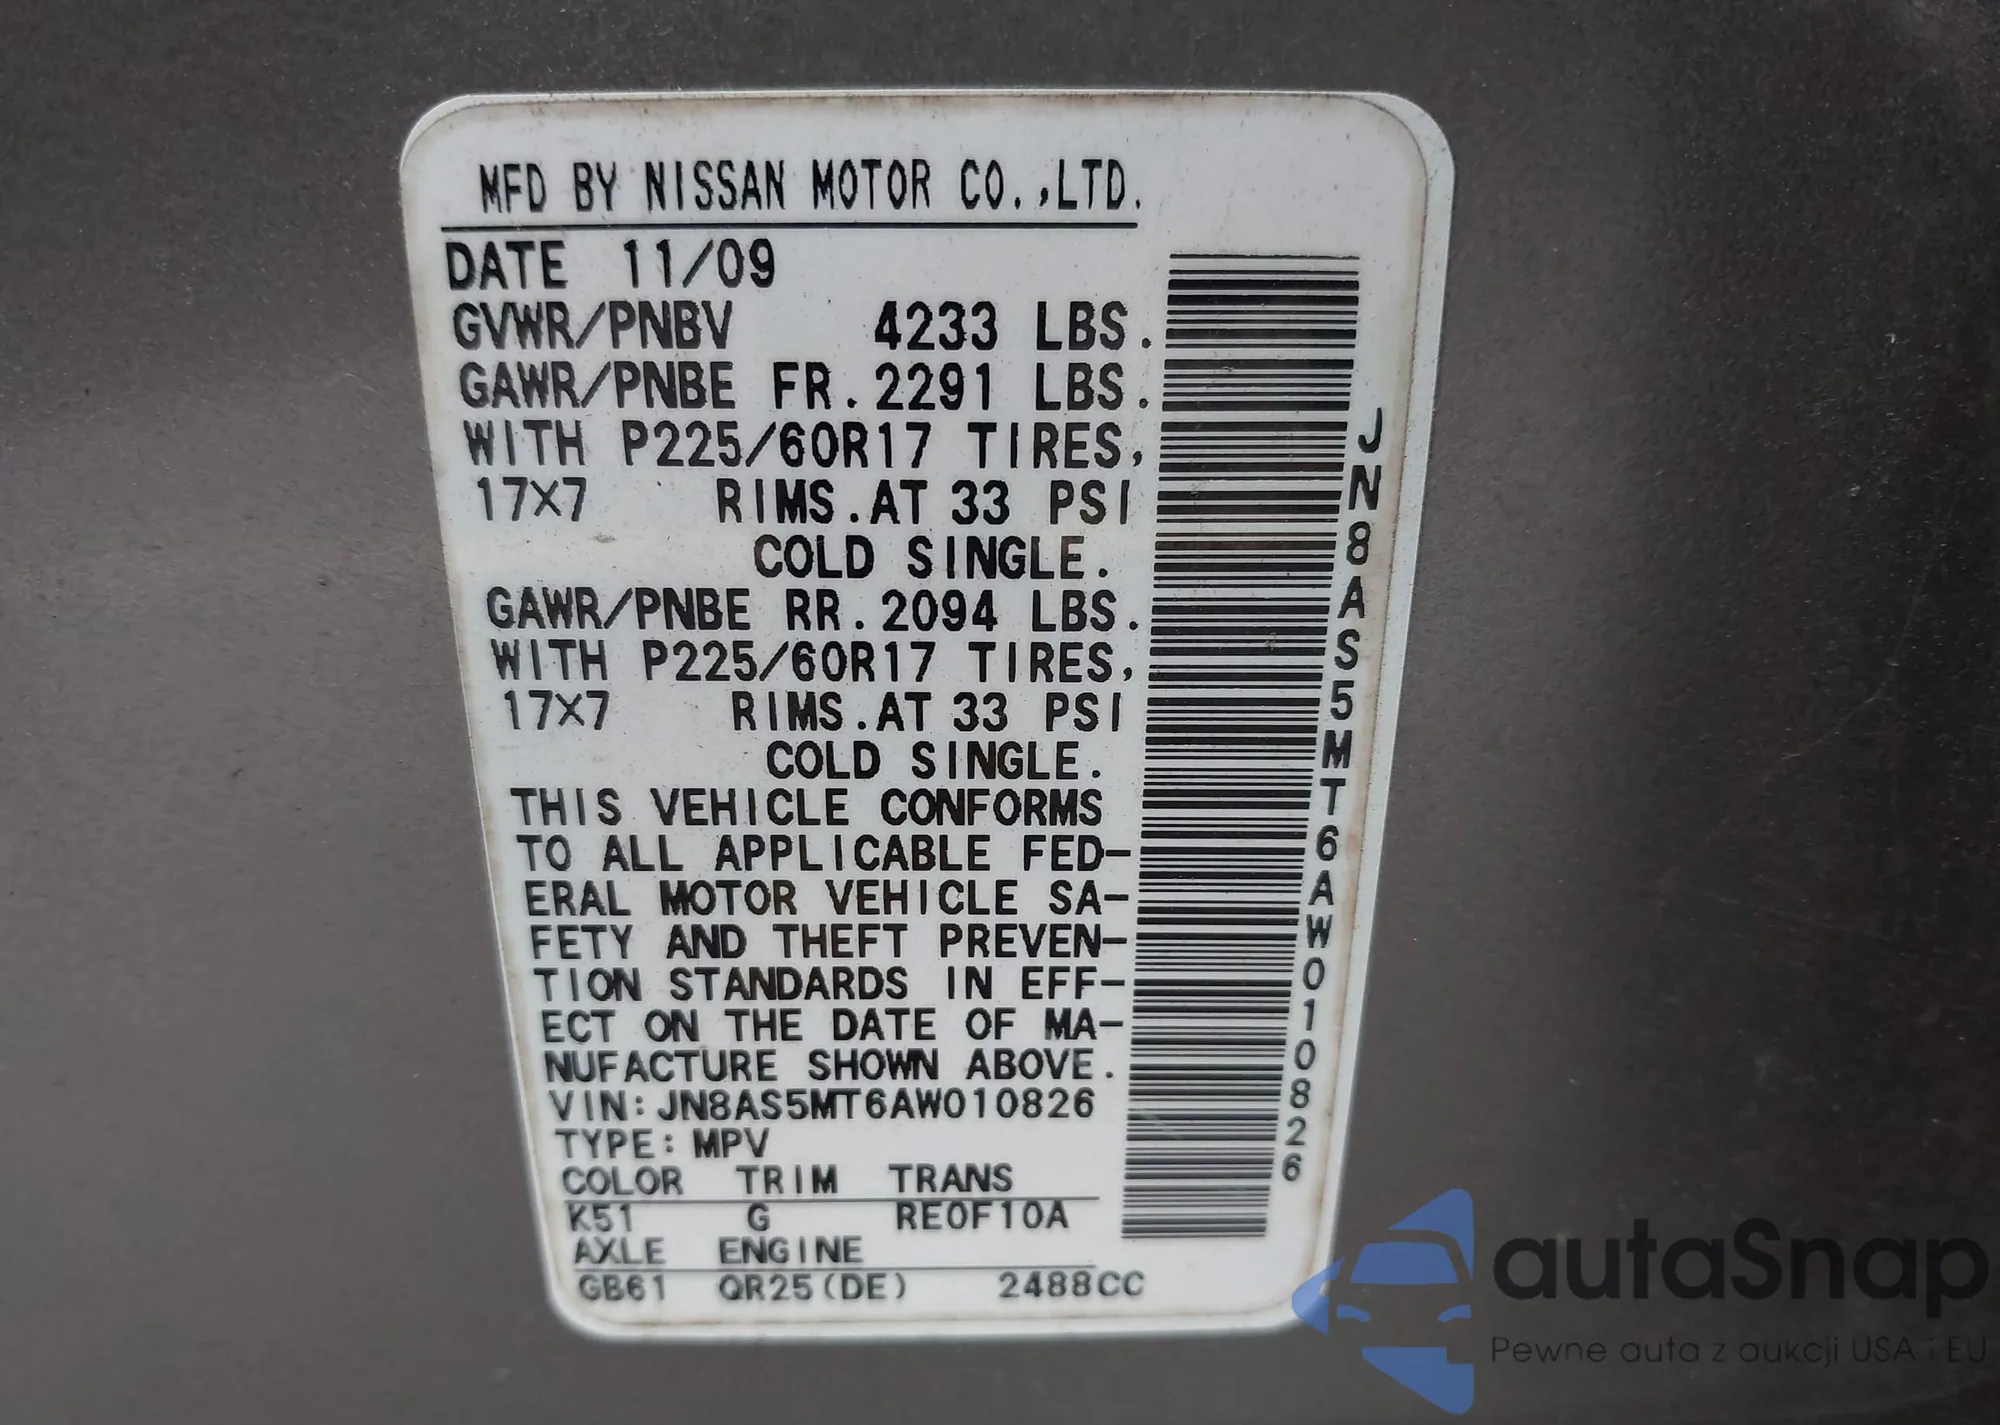 MFD BY NISSAN MOTOR CO.,LTD.
DATE 11/09
GVWR/PNBV 4233 LBS.
GAWR/PNBE FR.2291 LBS.
WITH P225/60R17 TIRES,
17X7 RIMS.AT 33 PSI
COLD SINGLE.
GAWR/PNBE RR.2094 LBS.
WITH P225/60R17 TIRES,
17X7 RIMS.AT 33 PSI
COLD SINGLE.
THIS VEHICLE CONFORMS
TO ALL APPLICABLE FED-
ERAL MOTOR VEHICLE SA-
FETY AND THEFT PREVEN-
TION STANDARDS IN EFF-
ECT ON THE DATE OF MA-
NUFACTURE SHOWN ABOVE.
VIN:JN8AS5MT6AW010826
TYPE:MPV
COLOR TRIM TRANS
K51 G RE0F10A
AXLE ENGINE
GB61 QR25(DE) 2488CC
JN8AS5MT6AW010826
autaSnap
Pewne auta z aukcji USA i EU